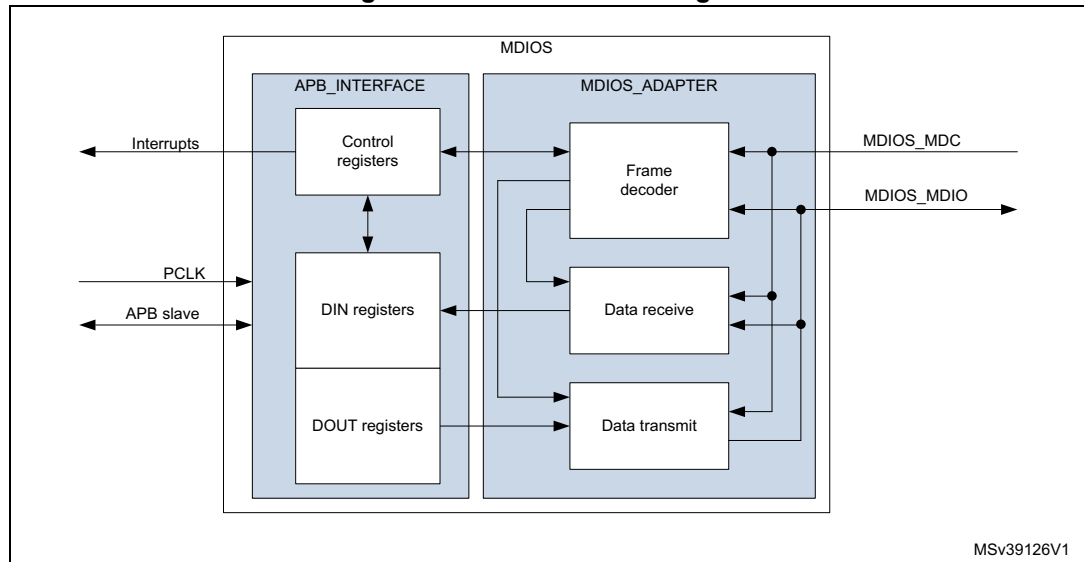 MDIOS
APB_INTERFACE
MDIOS_ADAPTER
Interrupts
Control
registers
Frame
decoder
MDIOS_MDC
MDIOS_MDIO
PCLK
APB slave
DIN registers
Data receive
DOUT registers
Data transmit
MSv39126V1